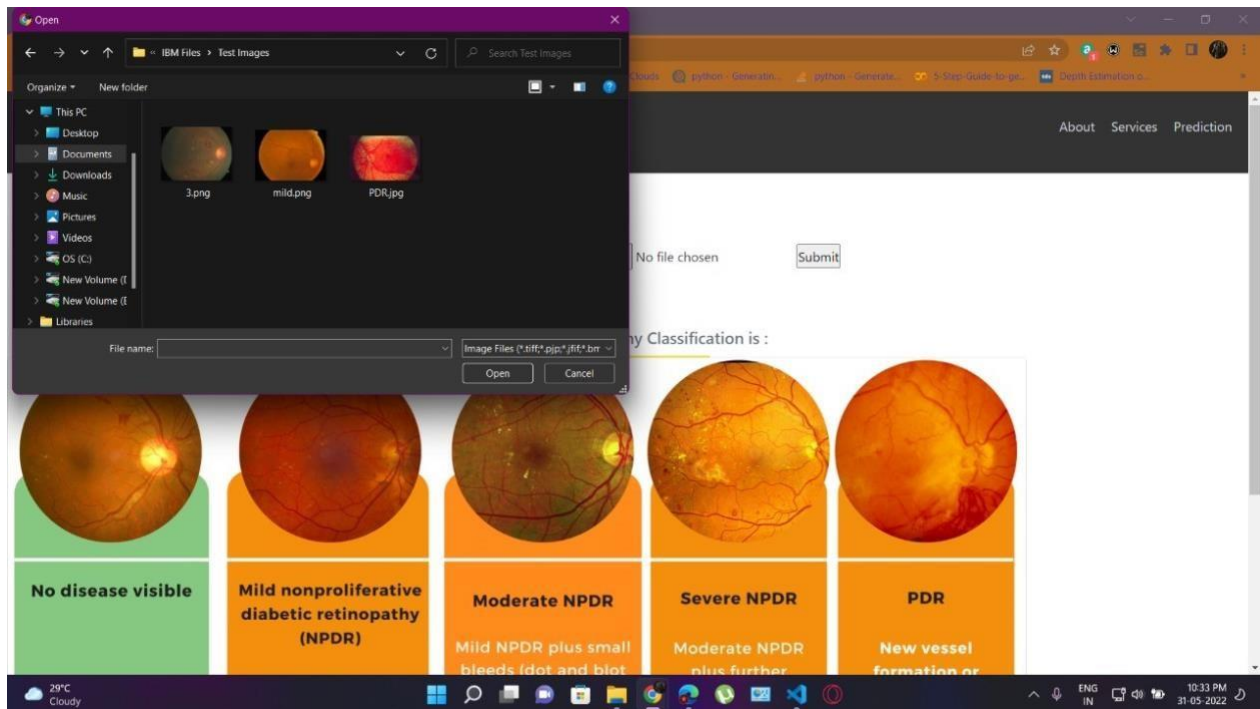 Open
IBM Files > Test Images
Search Test Images
Organize
New folder
This PC
Desktop
Documents
Downloads
Music
Pictures
Videos
OS (C:)
New Volume (
New Volume (
Libraries
3.png
mild.png
PDR.jpg
File name:
Image Files (*.tiff;*.pjp;*.jfif;*.bm
Open
Cancel
Clouds
python - Generatin...
python - Generate...
5-Step-Guide-to-ge...
Depth Estimation o...
About Services Prediction
No file chosen
Submit
Classification is :
No disease visible
Mild nonproliferative
diabetic retinopathy
(NPDR)
Moderate NPDR
Mild NPDR plus small
bleeds (dot and blot
Severe NPDR
Moderate NPDR
plus further
PDR
New vessel
formation or
29°C
Cloudy
ENG
IN
10:33 PM
31-05-2022